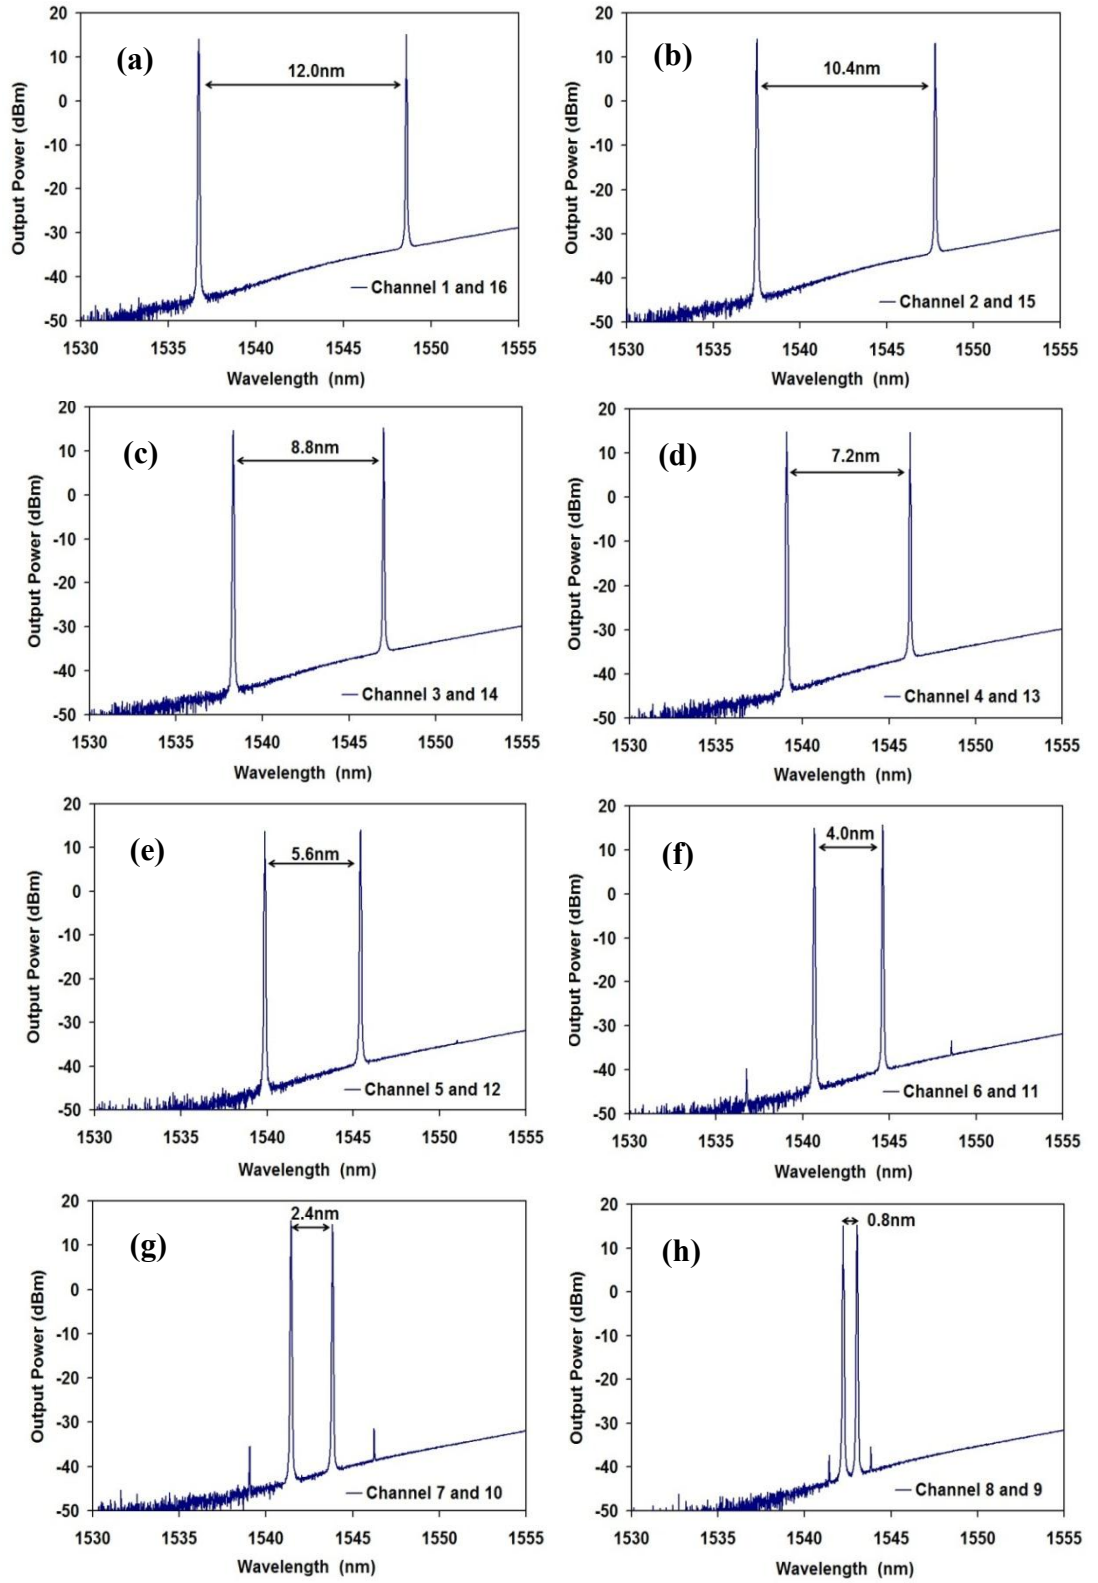 20
10
0
-10
-20
-30
-40
-50
Output Power (dBm)
(a)
12.0nm
Channel 1 and 16
1530 1535 1540 1545 1550 1555
Wavelength (nm)
20
10
0
-10
-20
-30
-40
-50
Output Power (dBm)
(b)
10.4nm
Channel 2 and 15
1530 1535 1540 1545 1550 1555
Wavelength (nm)
20
10
0
-10
-20
-30
-40
-50
Output Power (dBm)
(c)
8.8nm
Channel 3 and 14
1530 1535 1540 1545 1550 1555
Wavelength (nm)
20
10
0
-10
-20
-30
-40
-50
Output Power (dBm)
(d)
7.2nm
Channel 4 and 13
1530 1535 1540 1545 1550 1555
Wavelength (nm)
20
10
0
-10
-20
-30
-40
-50
Output Power (dBm)
(e)
5.6nm
Channel 5 and 12
1530 1535 1540 1545 1550 1555
Wavelength (nm)
20
10
0
-10
-20
-30
-40
-50
Output Power (dBm)
(f)
4.0nm
Channel 6 and 11
1530 1535 1540 1545 1550 1555
Wavelength (nm)
20
10
0
-10
-20
-30
-40
-50
Output Power (dBm)
(g)
2.4nm
Channel 7 and 10
1530 1535 1540 1545 1550 1555
Wavelength (nm)
20
10
0
-10
-20
-30
-40
-50
Output Power (dBm)
(h)
0.8nm
Channel 8 and 9
1530 1535 1540 1545 1550 1555
Wavelength (nm)